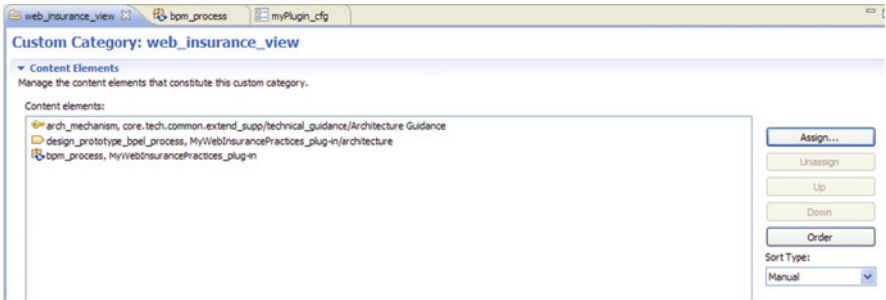 web_insurance_view bpm_process myPlugin_cfg
Custom Category: web_insurance_view
Content Elements
Manage the content elements that constitute this custom category.
Content elements:
arch_mechanism, core.tech.common.extend_supp/technical_guidance/Architecture Guidance
design_prototype_bpel_process, MyWebInsurancePractices_plug-in/architecture
bpm_process, MyWebInsurancePractices_plug-in
Assign...
Unassign
Up
Down
Order
Sort Type:
Manual